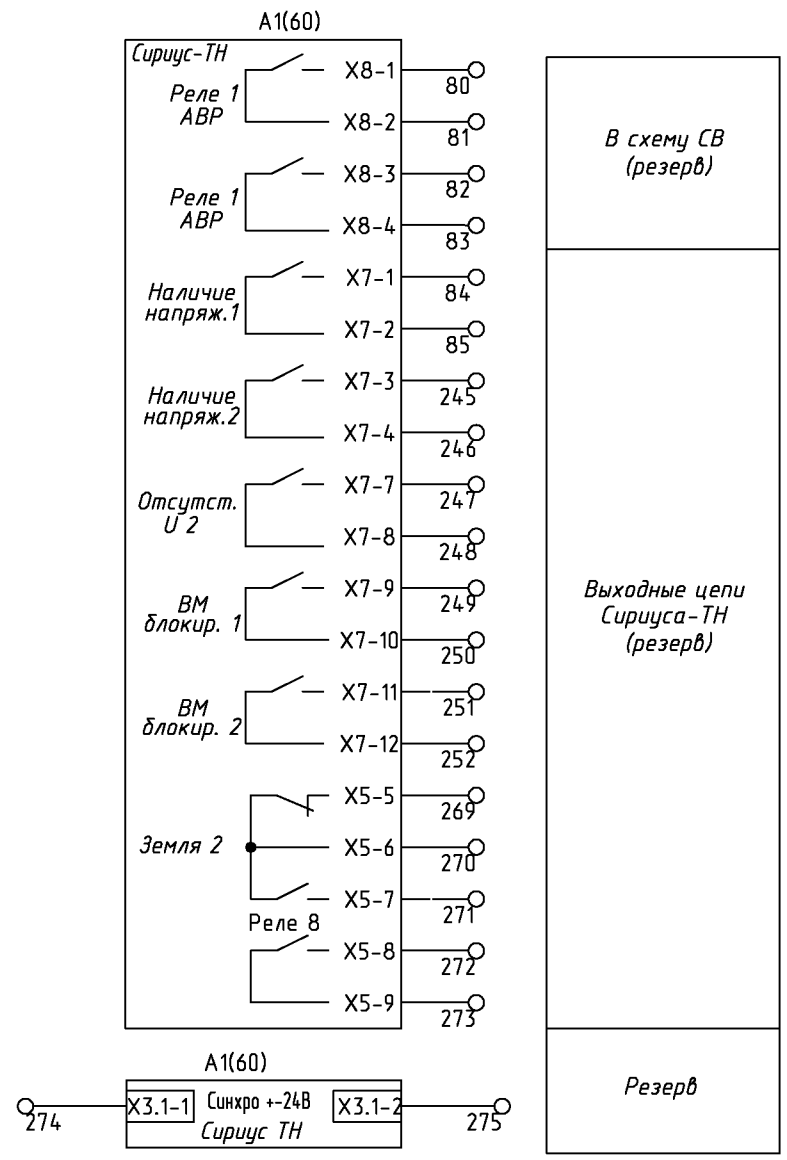 А1(60)
Сириус-ТН
Реле 1
АВР
Х8-1
80
Х8-2
81
Реле 1
АВР
Х8-3
82
Х8-4
83
Наличие
напряж.1
Х7-1
84
Х7-2
85
Наличие
напряж.2
Х7-3
245
Х7-4
246
Отсутст.
U 2
Х7-7
247
Х7-8
248
ВМ
блокир. 1
Х7-9
249
Х7-10
250
ВМ
блокир. 2
Х7-11
251
Х7-12
252
Земля 2
Х5-5
269
Х5-6
270
Х5-7
271
Реле 8
Х5-8
272
Х5-9
273
В схему СВ
(резерв)
Выходные цепи
Сириуса-ТН
(резерв)
А1(60)
274
Х3.1-1
Синхро +-24В
Х3.1-2
275
Сириус ТН
Резерв